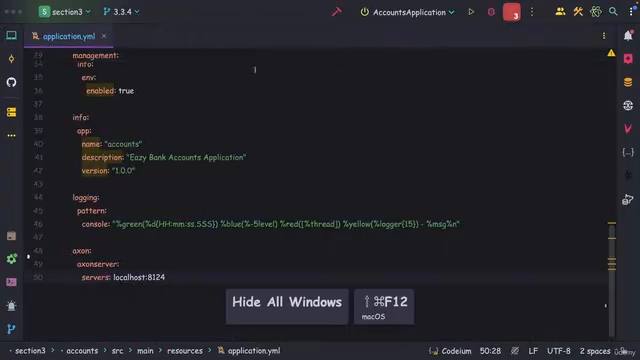 section3
3.3.4
AccountsApplication
3
application.yml
29 management:
34 info:
35 env:
36 enabled: true
37
38 info:
39 app:
40 name: "accounts"
41 description: "Eazy Bank Accounts Application"
42 version: "1.0.0"
43
44 logging:
45 pattern:
46 console: "%green(%d{HH:mm:ss.SSS}) %blue(%-5level) %red([%thread]) %yellow(%logger{15}) - %msg%n"
47
48 axon:
49 axonserver:
50 servers: localhost:8124
Hide All Windows ⇧⌘F12
macOS
section3 › accounts › src › main › resources › application.yml
Codeium 50:28 LF UTF-8 2 spaces
udemy